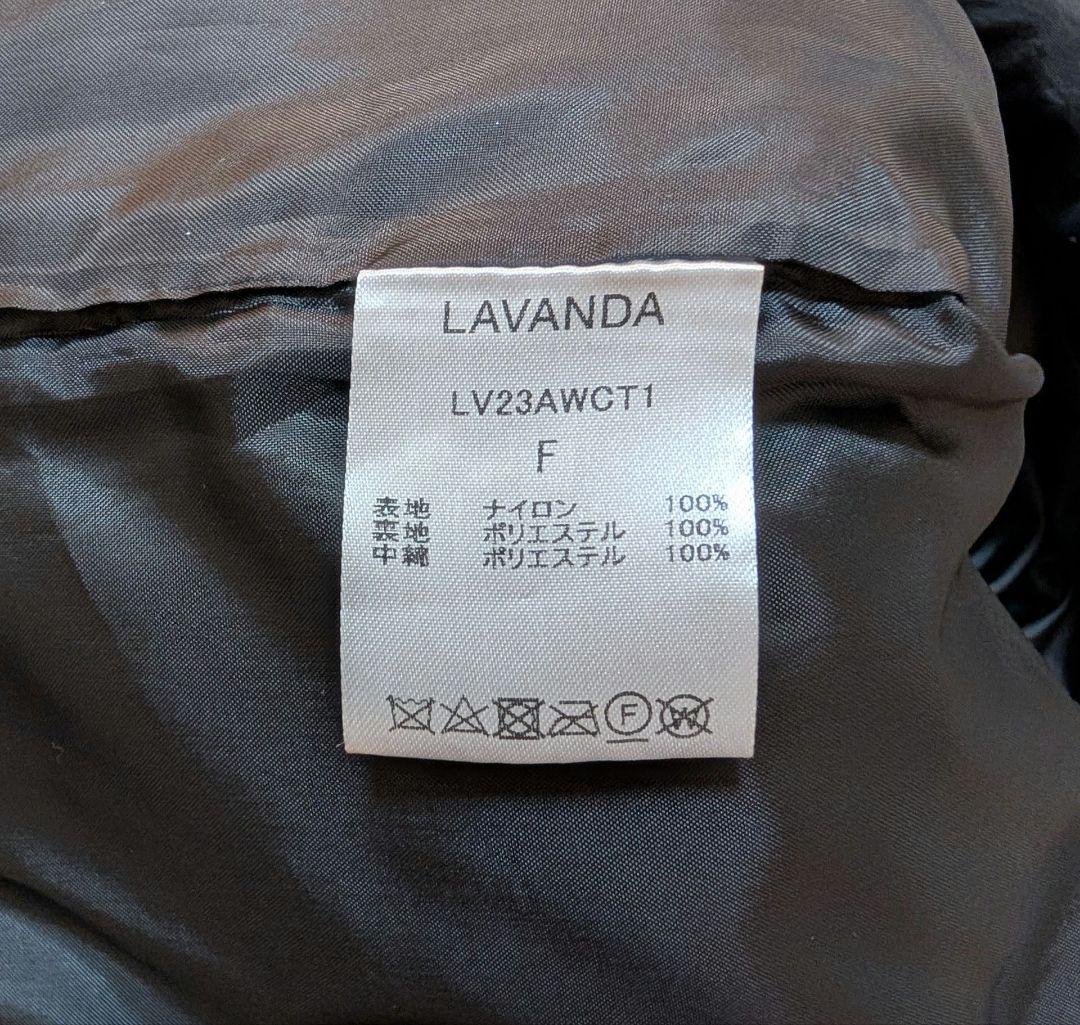 LAVANDA
LV23AWCT1
F
表地 ナイロン 100%
裏地 ポリエステル 100%
中綿 ポリエステル 100%
F
W